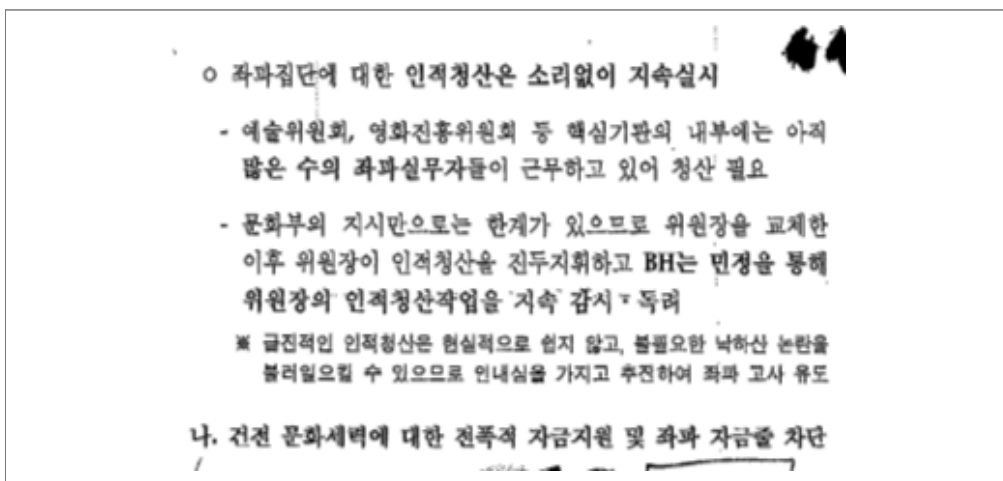 ○ 좌파집단에 대한 인적청산은 소리없이 지속실시
- 예술위원회, 영화진흥위원회 등 핵심기관의 내부에는 아직
많은 수의 좌파실무자들이 근무하고 있어 청산 필요
- 문화부의 지시만으로는 한계가 있으므로 위원장을 교체한
이후 위원장이 인적청산을 진두지휘하고 BH는 민정을 통해
위원장의 인적청산작업을 지속 감시·독려
※ 급진적인 인적청산은 현실적으로 쉽지 않고, 불필요한 낙하산 논란을
불러일으킬 수 있으므로 인내심을 가지고 추진하여 좌파 고사 유도
나. 건전 문화세력에 대한 전폭적 자금지원 및 좌파 자금줄 차단